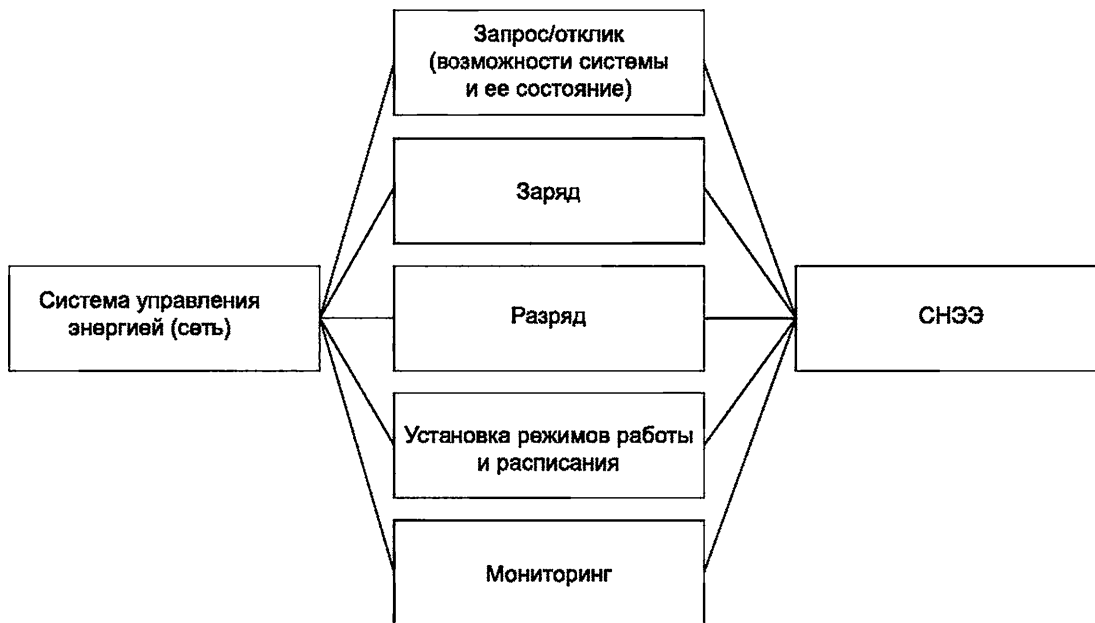 Запрос/отклик
(возможности системы
и ее состояние)
Заряд
Система управления
энергией (сеть)
Разряд
СНЭЭ
Установка режимов работы
и расписания
Мониторинг